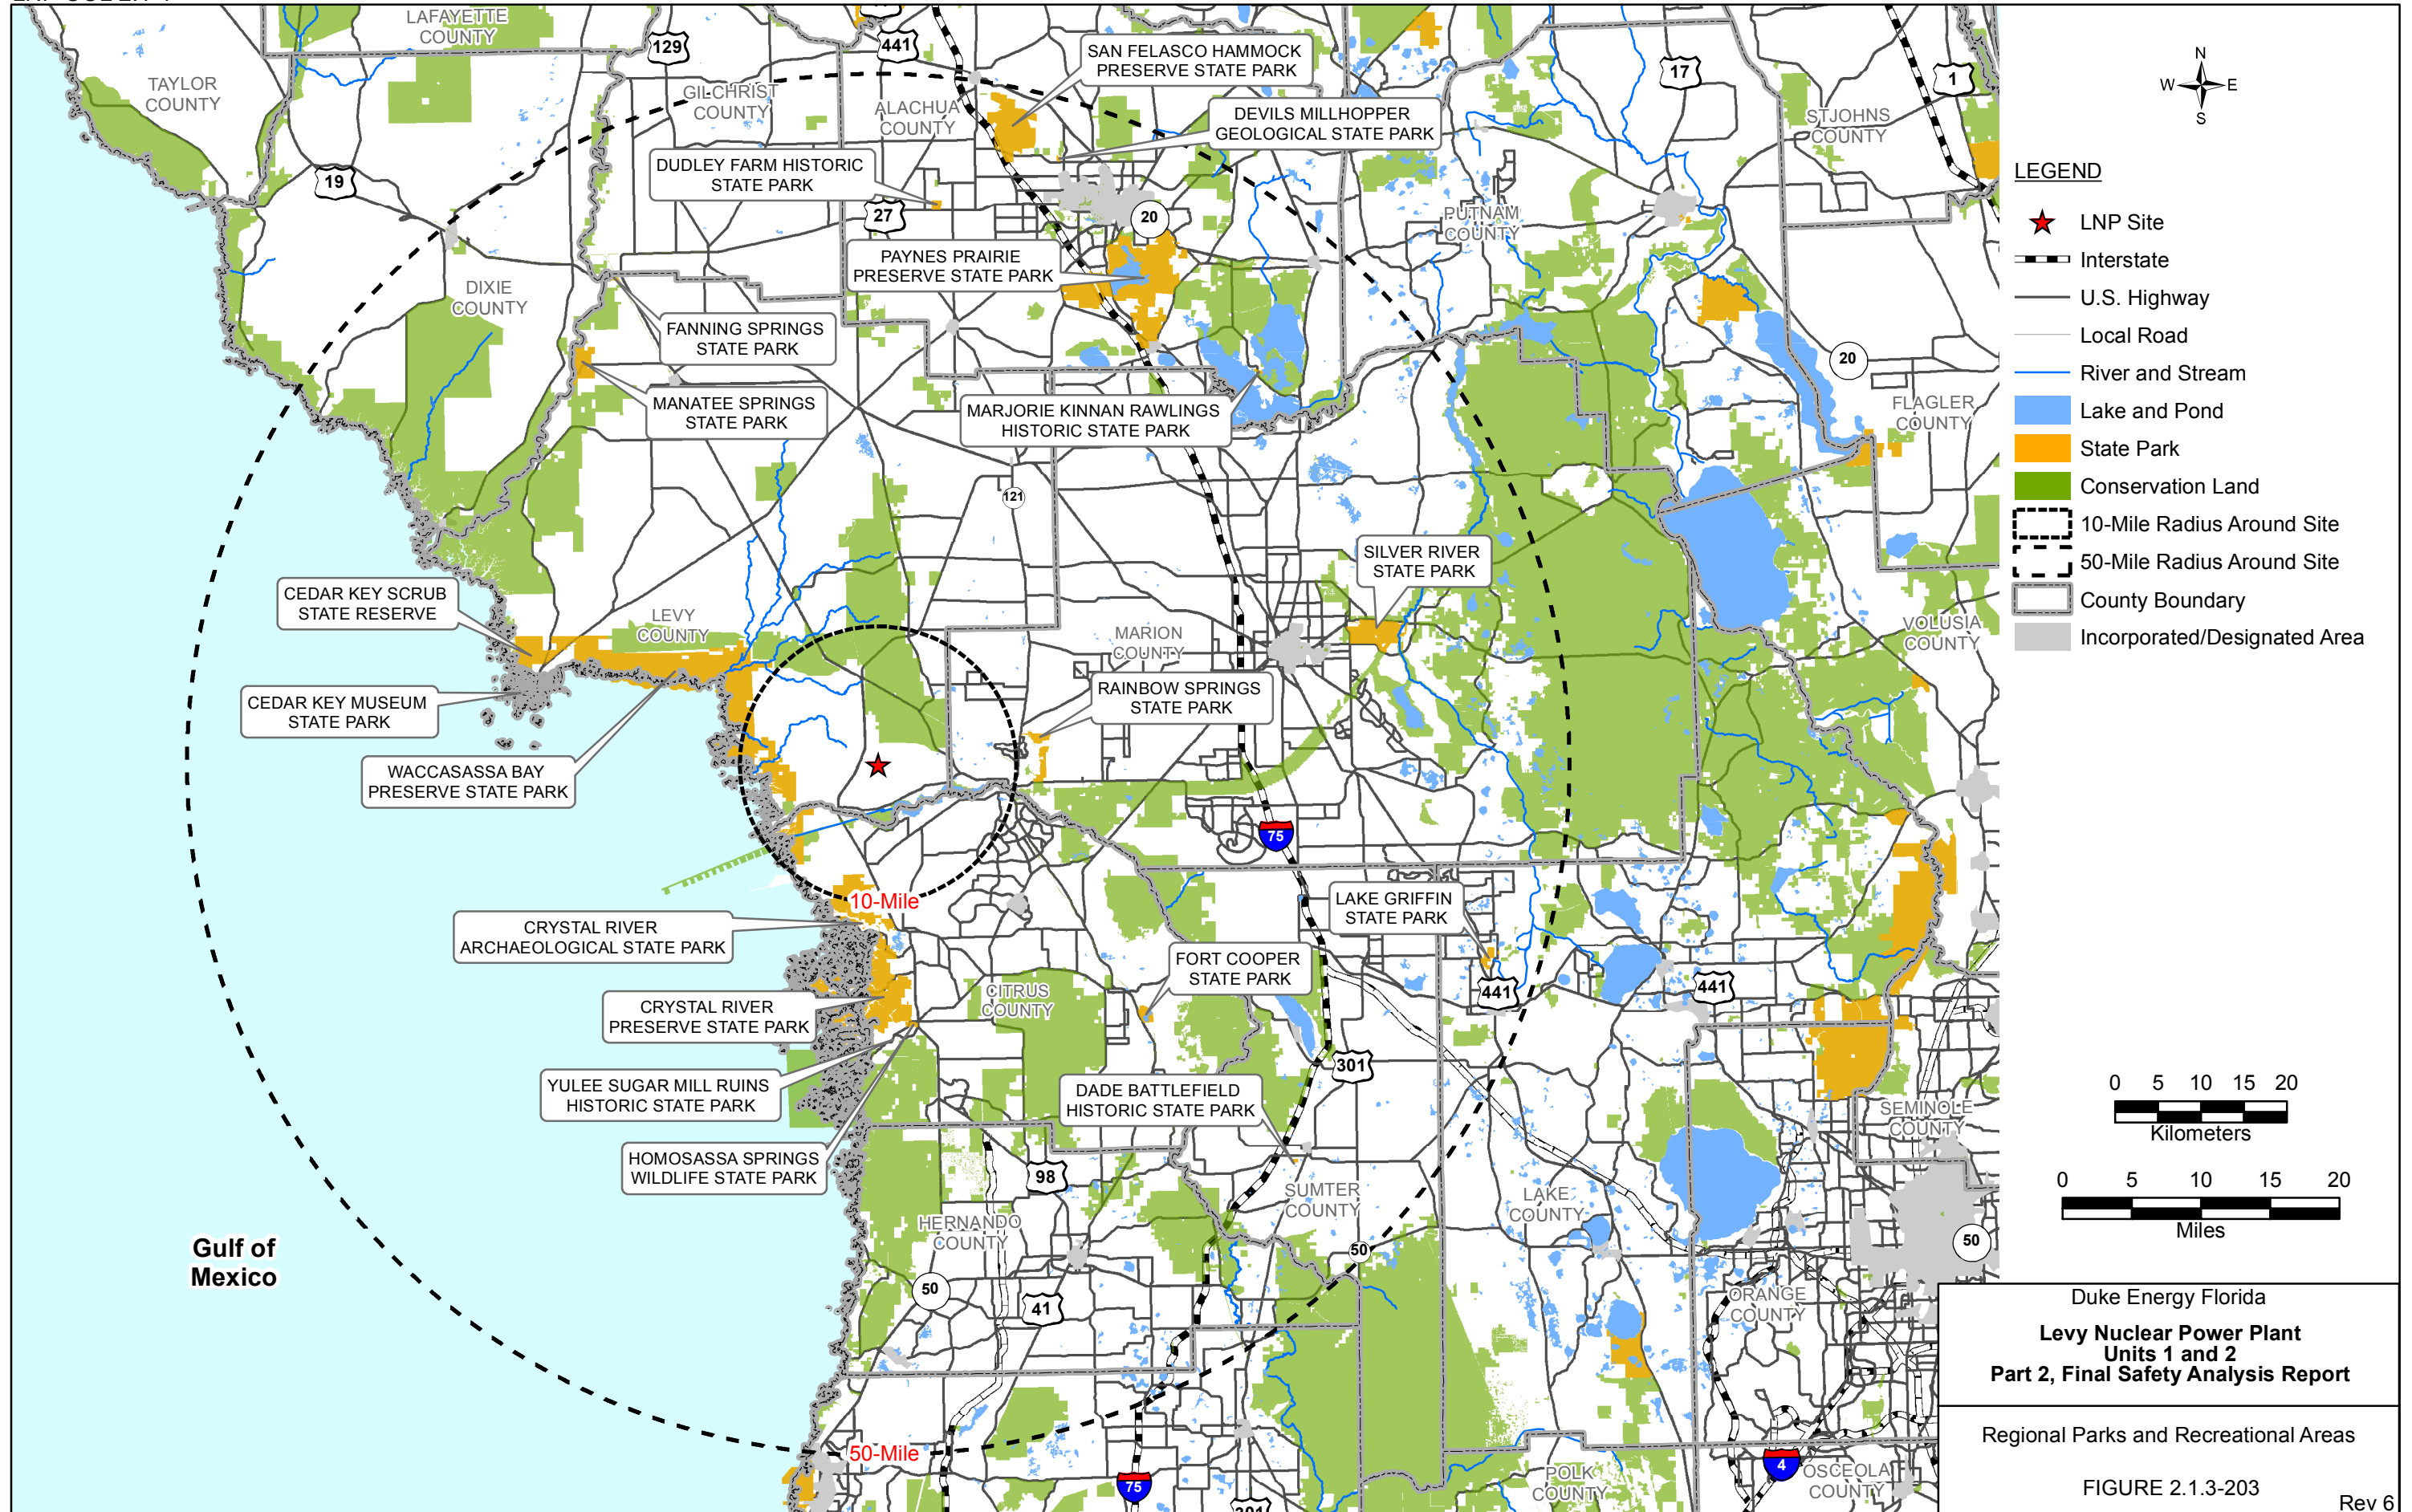 LAFAYETTE
COUNTY
TAYLOR
COUNTY
129
441
GILCHRIST
COUNTY
ALACHUA
COUNTY
SAN FELASCO HAMMOCK
PRESERVE STATE PARK
17
1
STJOHNS
COUNTY
DEVILS MILLHOPPER
GEOLOGICAL STATE PARK
DUDLEY FARM HISTORIC
STATE PARK
19
27
20
PUTNAM
COUNTY
PAYNES PRAIRIE
PRESERVE STATE PARK
DIXIE
COUNTY
FANNING SPRINGS
STATE PARK
20
MANATEE SPRINGS
STATE PARK
MARJORIE KINNAN RAWLINGS
HISTORIC STATE PARK
FLAGLER
COUNTY
121
SILVER RIVER
STATE PARK
CEDAR KEY SCRUB
STATE RESERVE
LEVY
COUNTY
MARION
COUNTY
VOLUSIA
COUNTY
RAINBOW SPRINGS
STATE PARK
CEDAR KEY MUSEUM
STATE PARK
WACCASASSA BAY
PRESERVE STATE PARK
75
10-Mile
LAKE GRIFFIN
STATE PARK
CRYSTAL RIVER
ARCHAEOLOGICAL STATE PARK
FORT COOPER
STATE PARK
441
441
CITRUS
COUNTY
CRYSTAL RIVER
PRESERVE STATE PARK
301
YULEE SUGAR MILL RUINS
HISTORIC STATE PARK
DADE BATTLEFIELD
HISTORIC STATE PARK
SEMINOLE
COUNTY
HOMOSASSA SPRINGS
WILDLIFE STATE PARK
98
SUMTER
COUNTY
LAKE
COUNTY
HERNANDO
COUNTY
50
50
Gulf of
Mexico
50
41
ORANGE
COUNTY
50-Mile
75
4
POLK
COUNTY
OSCEOLA
COUNTY
N
W
E
S
LEGEND
LNP Site
Interstate
U.S. Highway
Local Road
River and Stream
Lake and Pond
State Park
Conservation Land
10-Mile Radius Around Site
50-Mile Radius Around Site
County Boundary
Incorporated/Designated Area
0 5 10 15 20
Kilometers
0 5 10 15 20
Miles
Duke Energy Florida
Levy Nuclear Power Plant
Units 1 and 2
Part 2, Final Safety Analysis Report
Regional Parks and Recreational Areas
FIGURE 2.1.3-203
Rev 6